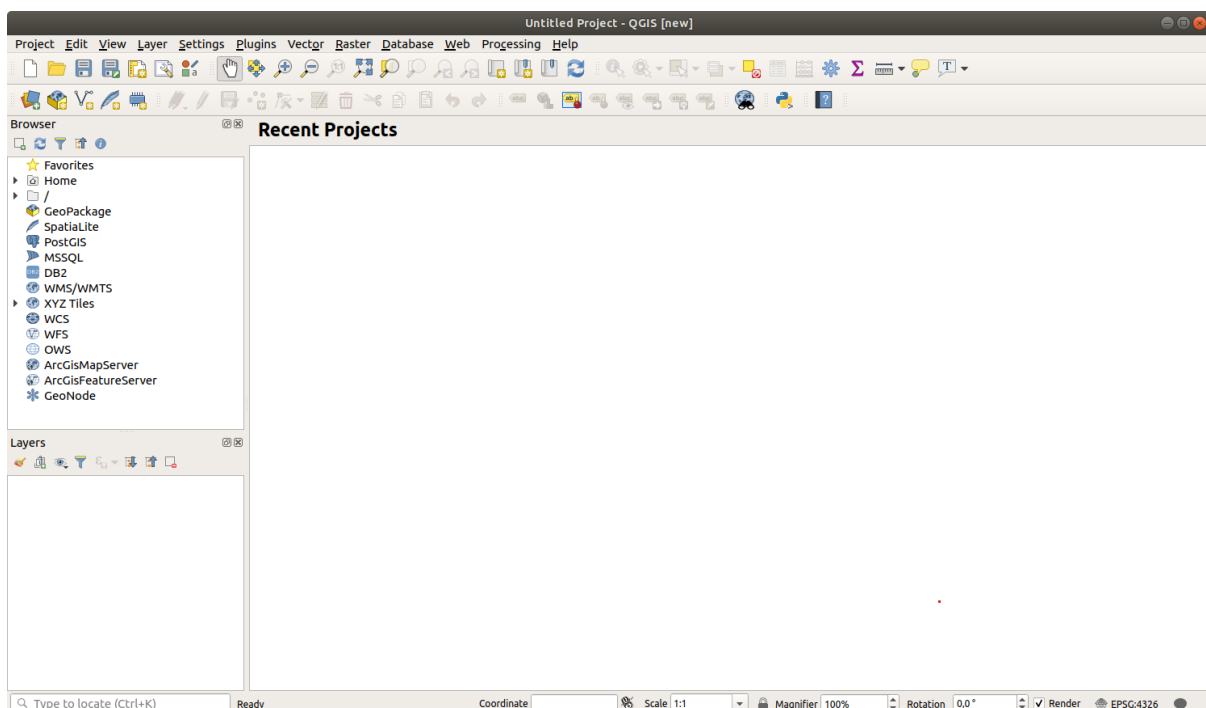 Untitled Project - QGIS [new]
Project Edit View Layer Settings Plugins Vector Raster Database Web Processing Help
Browser
Recent Projects
Favorites
Home
/
GeoPackage
SpatiaLite
PostGIS
MSSQL
DB2
WMS/WMTS
XYZ Tiles
WCS
WFS
OWS
ArcGisMapServer
ArcGisFeatureServer
GeoNode
Layers
Type to locate (Ctrl+K) Ready Coordinate Scale 1:1 Magnifier 100% Rotation 0,0 ° Render EPSG:4326